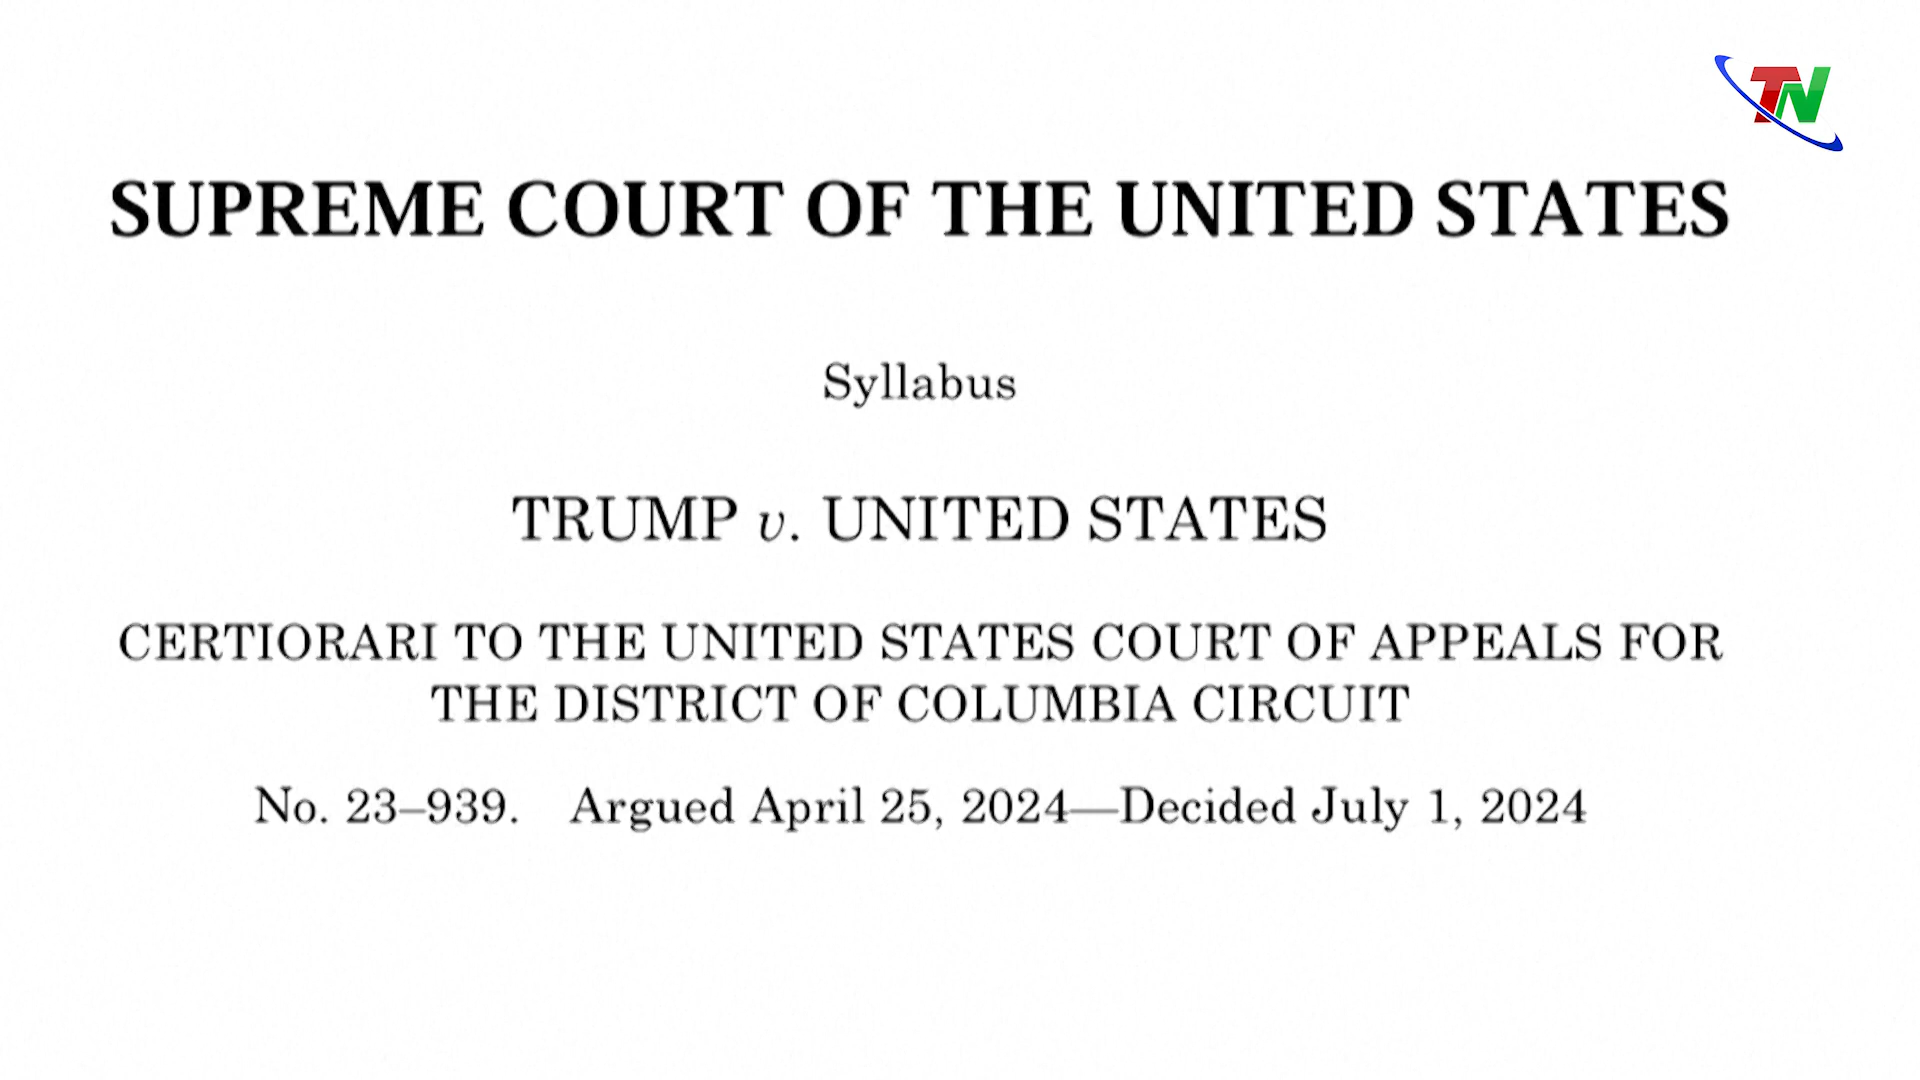 TN
SUPREME COURT OF THE UNITED STATES
Syllabus
TRUMP v. UNITED STATES
CERTIORARI TO THE UNITED STATES COURT OF APPEALS FOR
THE DISTRICT OF COLUMBIA CIRCUIT
No. 23–939. Argued April 25, 2024—Decided July 1, 2024